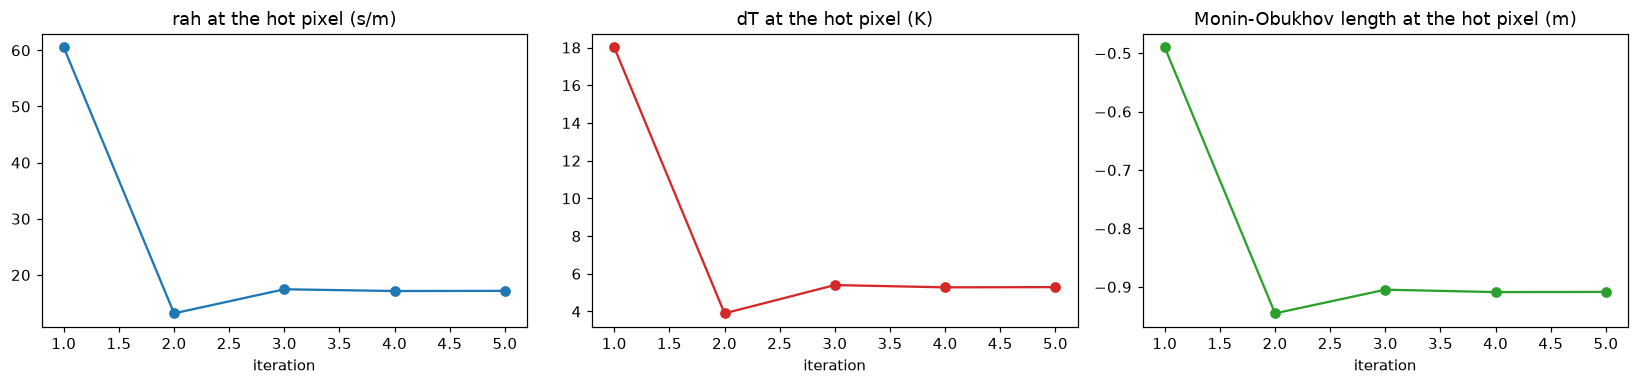 rah at the hot pixel (s/m)
60
50
40
30
20
1.0 1.5 2.0 2.5 3.0 3.5 4.0 4.5 5.0
iteration
dT at the hot pixel (K)
18
16
14
12
10
8
6
4
1.0 1.5 2.0 2.5 3.0 3.5 4.0 4.5 5.0
iteration
Monin-Obukhov length at the hot pixel (m)
−0.5
−0.6
−0.7
−0.8
−0.9
1.0 1.5 2.0 2.5 3.0 3.5 4.0 4.5 5.0
iteration